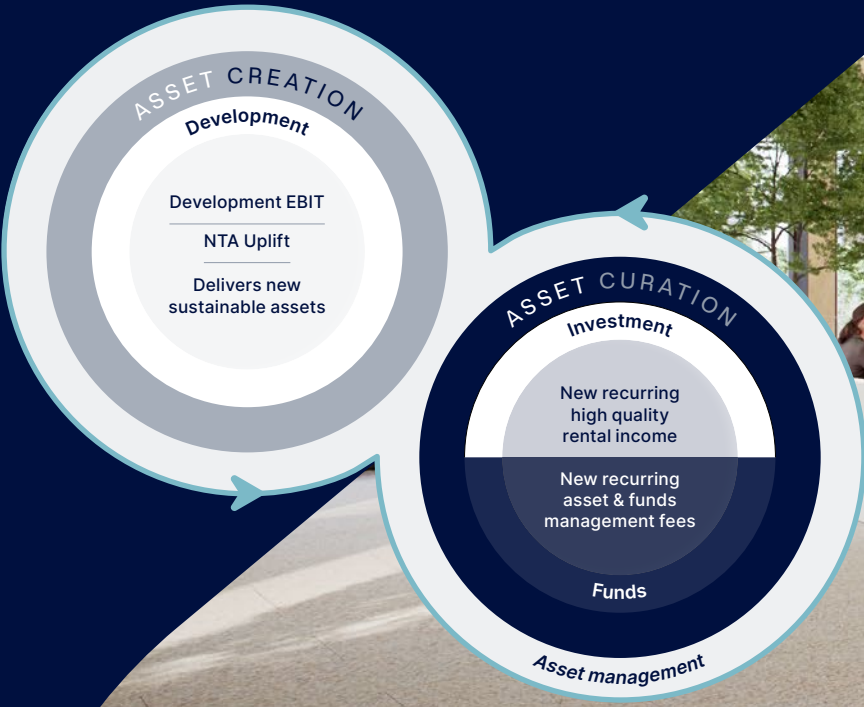 ASSET CREATION
Development
Development EBIT
NTA Uplift
Delivers new
sustainable assets
ASSET CURATION
Investment
New recurring
high quality
rental income
New recurring
asset & funds
management fees
Funds
Asset management